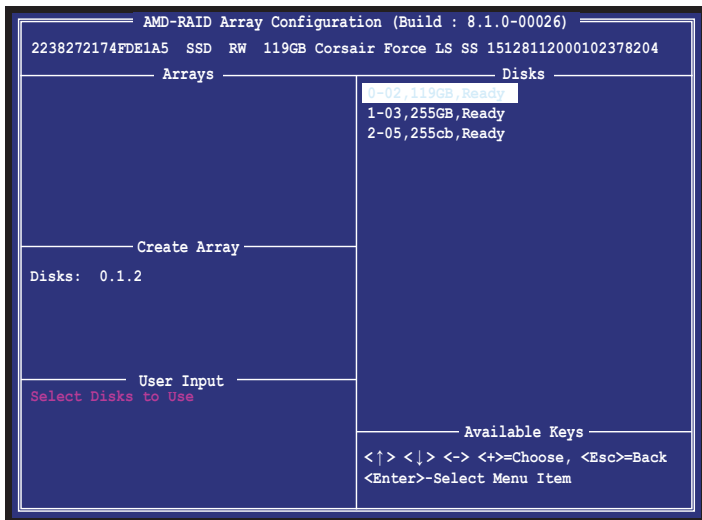 AMD-RAID Array Configuration (Build : 8.1.0-00026)
2238272174FDE1A5 SSD RW 119GB Corsair Force LS SS 15128112000102378204
Arrays
Disks
0-02,119GB,Ready
1-03,255GB,Ready
2-05,255cb,Ready
Create Array
Disks: 0.1.2
User Input
Select Disks to Use
Available Keys
<↑> <↓> <-> <+>=Choose, <Esc>=Back
<Enter>-Select Menu Item